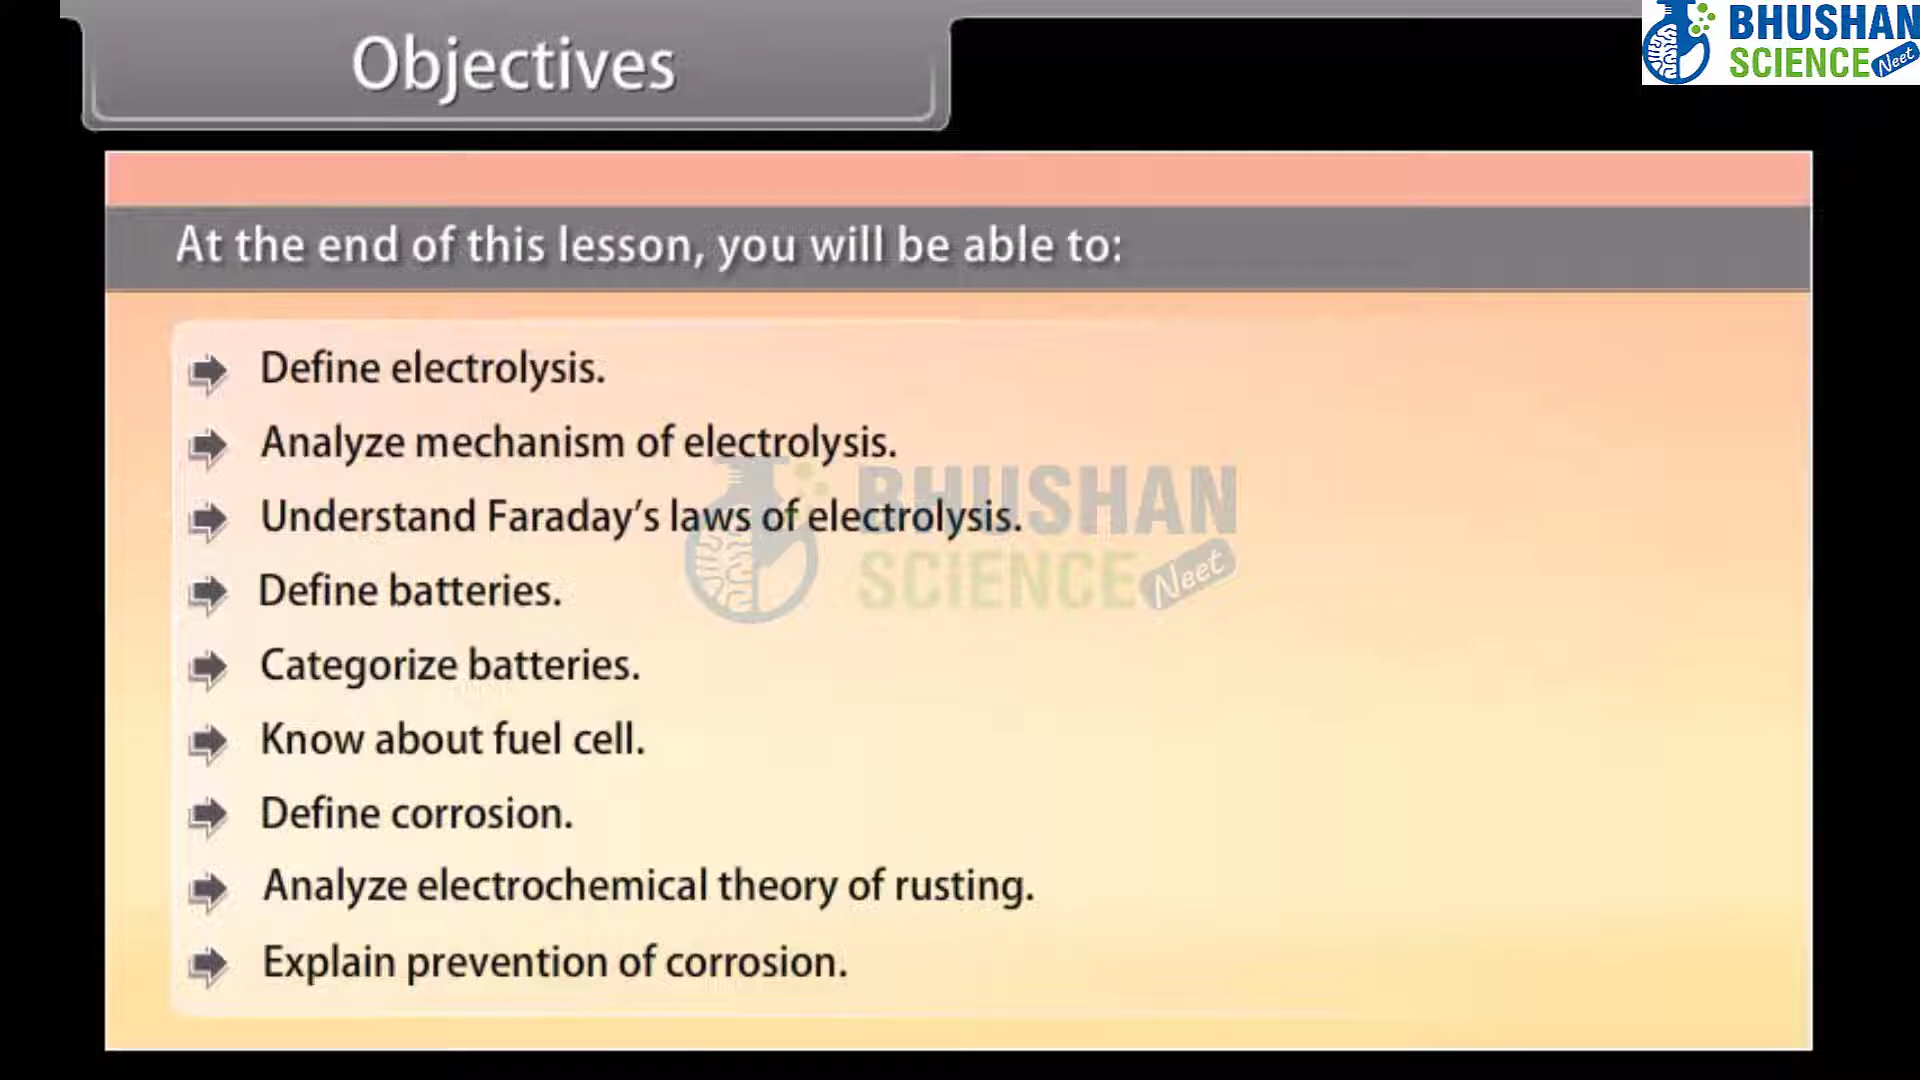 Objectives
BHUSHAN
SCIENCE Neet
At the end of this lesson, you will be able to:
Define electrolysis.
Analyze mechanism of electrolysis.
Understand Faraday's laws of electrolysis.
Define batteries.
Categorize batteries.
Know about fuel cell.
Define corrosion.
Analyze electrochemical theory of rusting.
Explain prevention of corrosion.
BHUSHAN
SCIENCE Neet